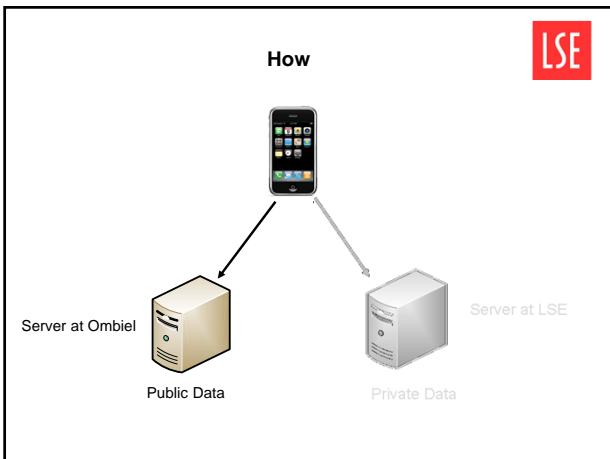 How
LSE
Server at Ombiel
Server at LSE
Public Data
Private Data